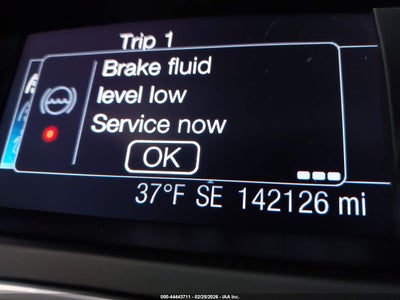 Trip 1
Brake fluid
level low
Service now
OK
37°F SE 142126 mi
000-44443711 - 02/25/2026 - IAA Inc.